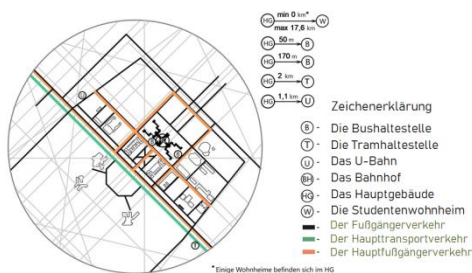 min 0 km*
HG W
max 17,6 km
50 m
HG B
170 m
HG B
2 km
HG T
1,1 km
HG U
Zeichenerklärung
B - Die Bushaltestelle
T - Die Tramhaltestelle
U - Das U-Bahn
BH - Das Bahnhof
HG - Das Hauptgebäude
W - Die Studentenwohnheim
- Der Fußgängerverkehr
- Der Haupttransportverkehr
- Der Hauptfußgängerverkehr
* Einige Wohnheime befinden sich im HG